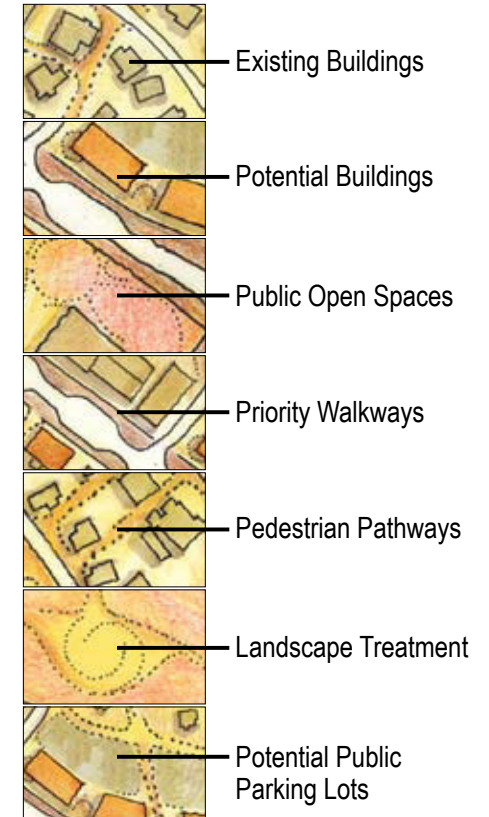 Existing Buildings
Potential Buildings
Public Open Spaces
Priority Walkways
Pedestrian Pathways
Landscape Treatment
Potential Public
Parking Lots